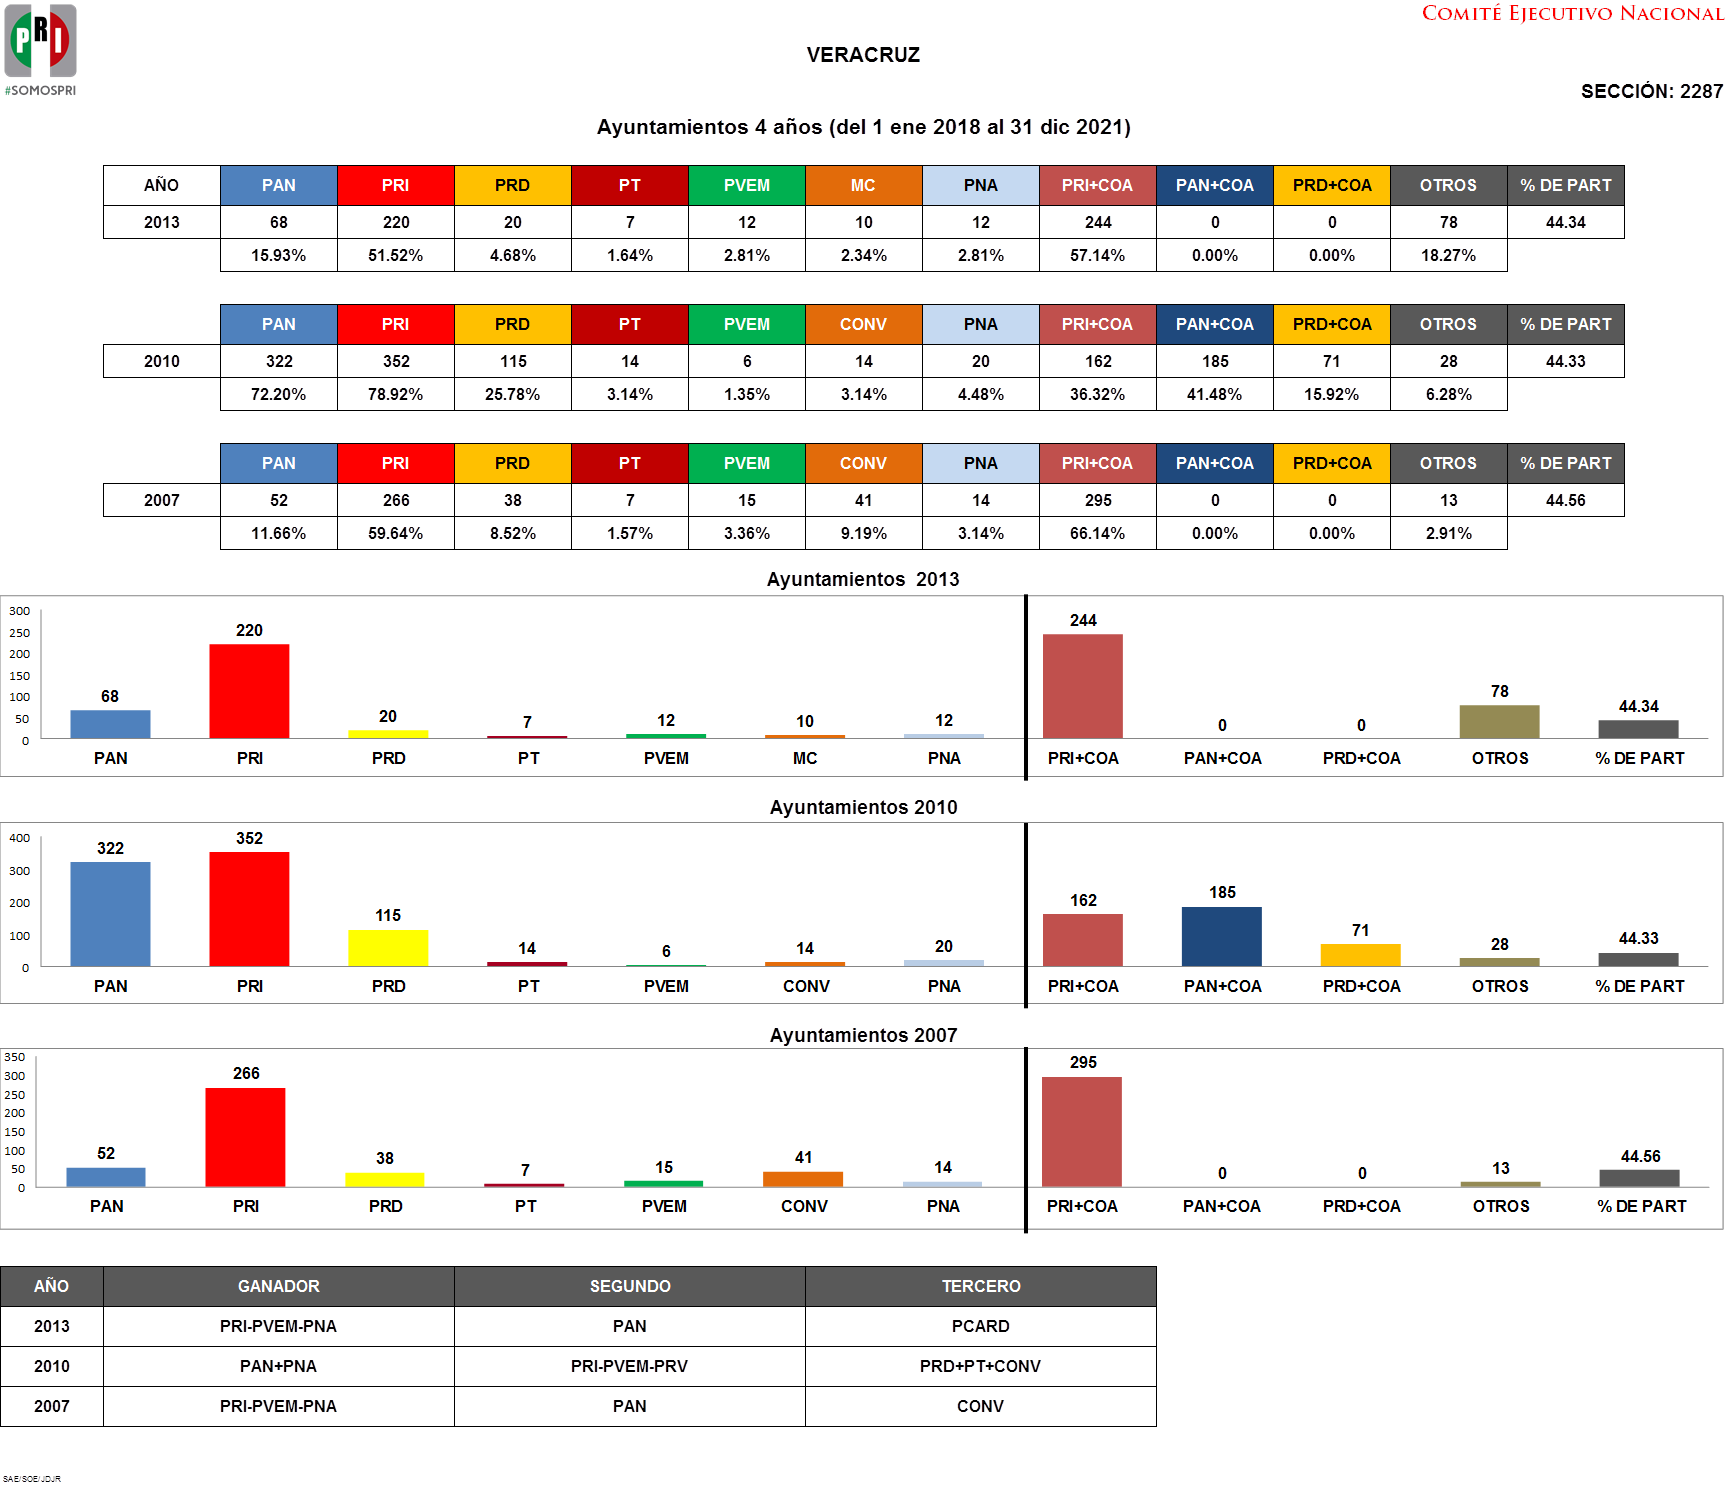 PRI
#SOMOSPRI
COMITÉ EJECUTIVO NACIONAL
VERACRUZ
SECCIÓN: 2287
Ayuntamientos 4 años (del 1 ene 2018 al 31 dic 2021)
AÑO PAN PRI PRD PT PVEM MC PNA PRI+COA PAN+COA PRD+COA OTROS % DE PART
2013 68 220 20 7 12 10 12 244 0 0 78 44.34
15.93% 51.52% 4.68% 1.64% 2.81% 2.34% 2.81% 57.14% 0.00% 0.00% 18.27%
PAN PRI PRD PT PVEM CONV PNA PRI+COA PAN+COA PRD+COA OTROS % DE PART
2010 322 352 115 14 6 14 20 162 185 71 28 44.33
72.20% 78.92% 25.78% 3.14% 1.35% 3.14% 4.48% 36.32% 41.48% 15.92% 6.28%
PAN PRI PRD PT PVEM CONV PNA PRI+COA PAN+COA PRD+COA OTROS % DE PART
2007 52 266 38 7 15 41 14 295 0 0 13 44.56
11.66% 59.64% 8.52% 1.57% 3.36% 9.19% 3.14% 66.14% 0.00% 0.00% 2.91%
Ayuntamientos 2013
300
250
200
150
100
50
0
68 220 20 7 12 10 12 244 0 0 78 44.34
PAN PRI PRD PT PVEM MC PNA PRI+COA PAN+COA PRD+COA OTROS % DE PART
Ayuntamientos 2010
400
300
200
100
0
322 352 115 14 6 14 20 162 185 71 28 44.33
PAN PRI PRD PT PVEM CONV PNA PRI+COA PAN+COA PRD+COA OTROS % DE PART
Ayuntamientos 2007
350
300
250
200
150
100
50
0
52 266 38 7 15 41 14 295 0 0 13 44.56
PAN PRI PRD PT PVEM CONV PNA PRI+COA PAN+COA PRD+COA OTROS % DE PART
AÑO GANADOR SEGUNDO TERCERO
2013 PRI-PVEM-PNA PAN PCARD
2010 PAN+PNA PRI-PVEM-PRV PRD+PT+CONV
2007 PRI-PVEM-PNA PAN CONV
SAE/SOE/JDJR